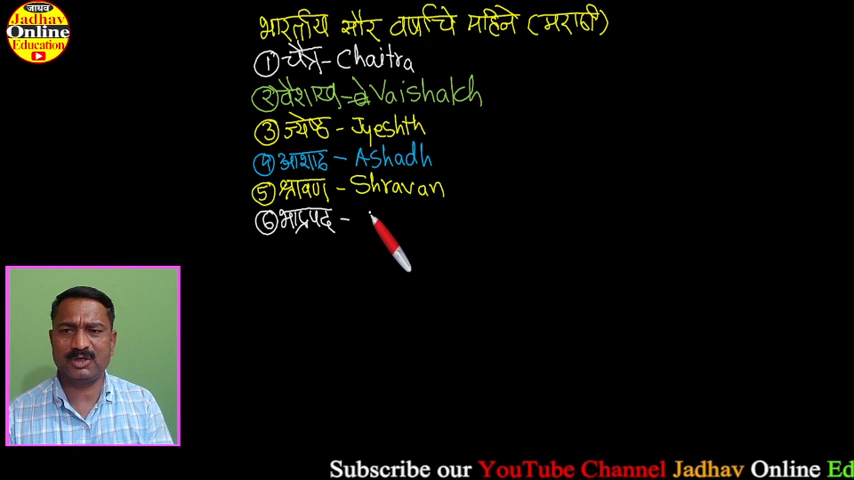 जाधव
Jadhav
Online
Education
भारतीय सौर वर्षाचे महिने (मराठी)
① चैत्र - Chaitra
② वैशाख - Vaishakh
③ ज्येष्ठ - Jyeshth
④ आशाढ - Ashadh
⑤ श्रावण - Shravan
⑥ भाद्रपद -
Subscribe our YouTube Channel Jadhav Online Ed